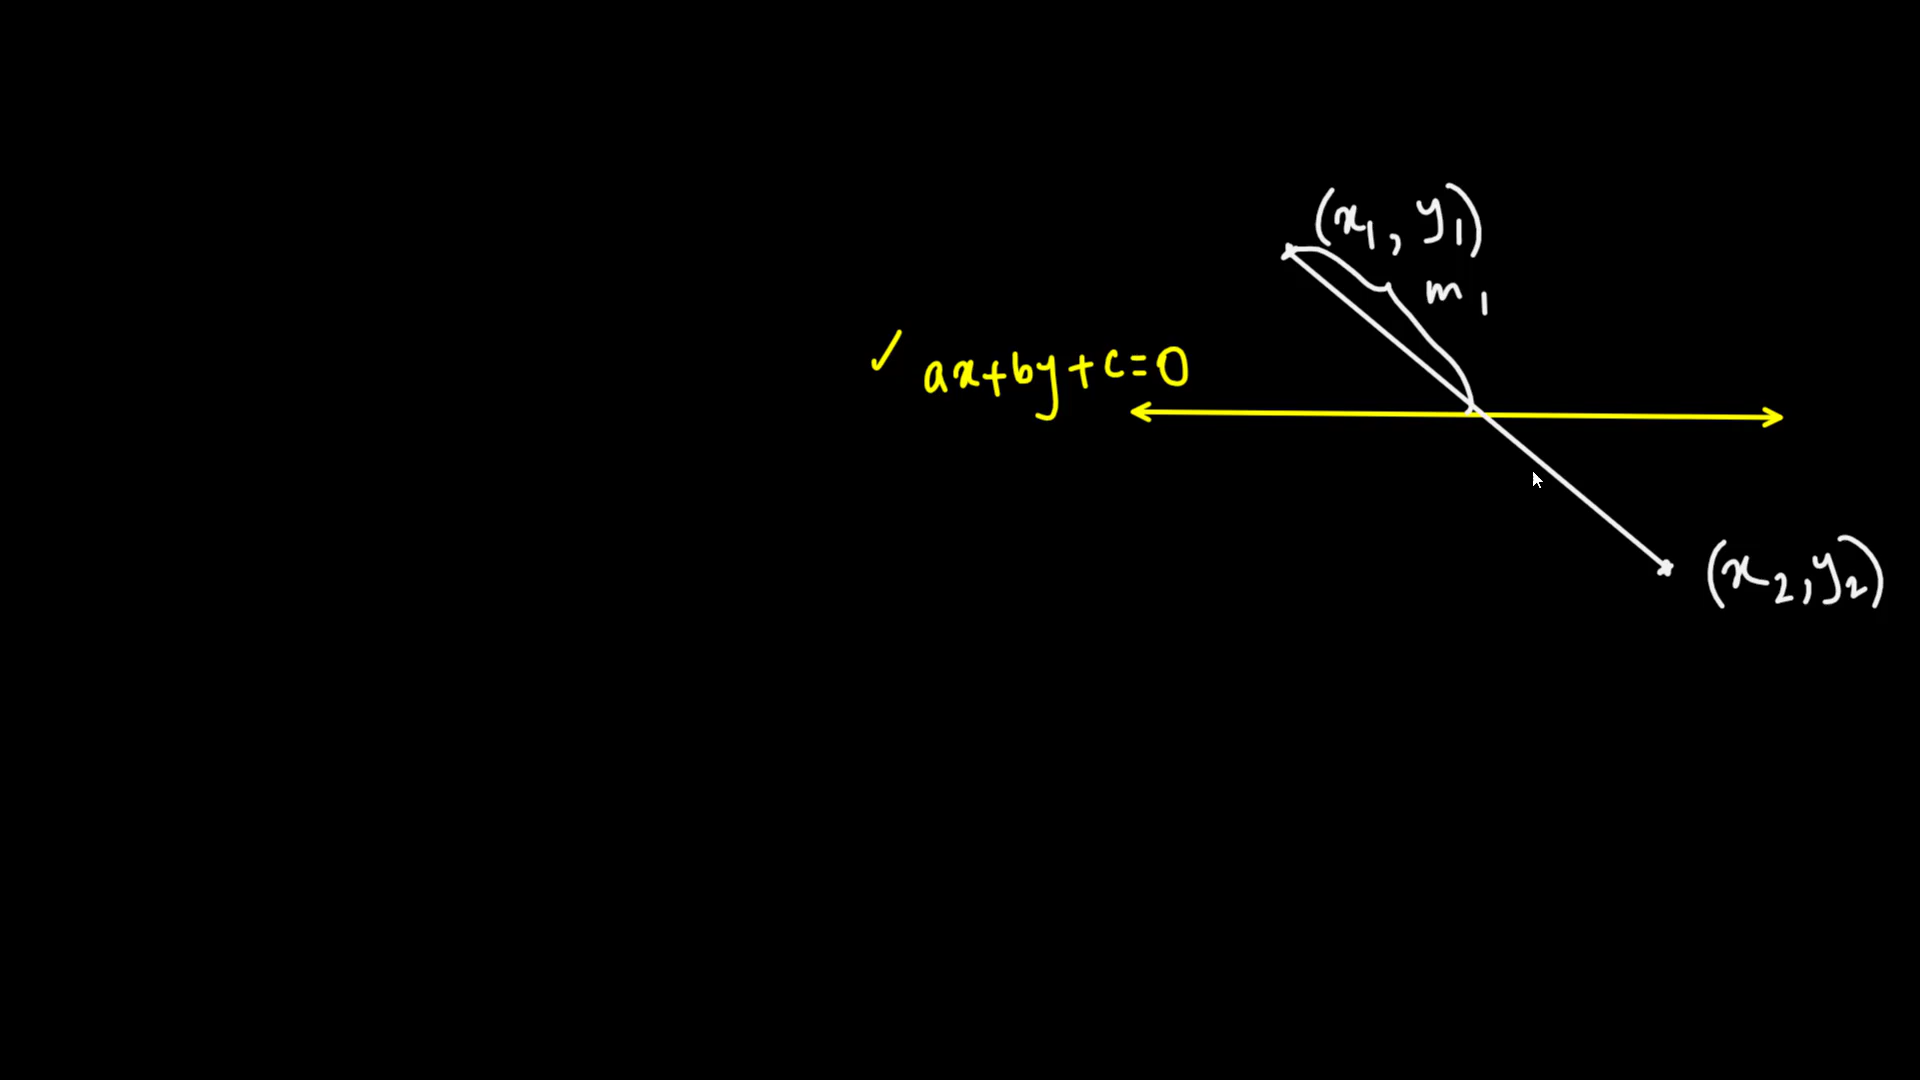 (x₁, y₁)
m₁
✓ ax+by+c=0
(x₂,y₂)